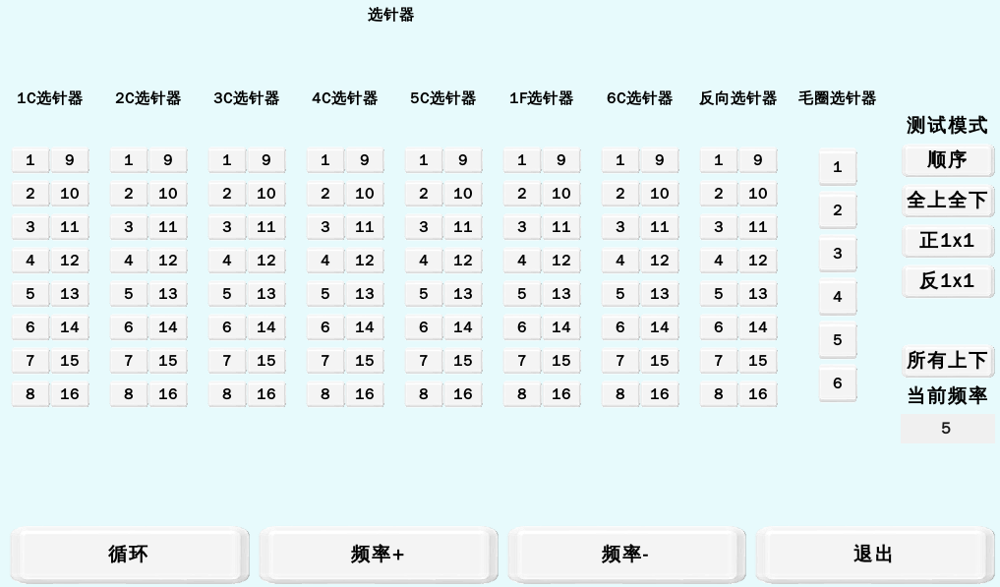 选针器
1C选针器 2C选针器 3C选针器 4C选针器 5C选针器 1F选针器 6C选针器 反向选针器 毛圈选针器
测试模式
1 9 1 9 1 9 1 9 1 9 1 9 1 9 1 9 1 顺序
2 10 2 10 2 10 2 10 2 10 2 10 2 10 2 10 2 全上全下
3 11 3 11 3 11 3 11 3 11 3 11 3 11 3 11 3 正1x1
4 12 4 12 4 12 4 12 4 12 4 12 4 12 4 12 4 反1x1
5 13 5 13 5 13 5 13 5 13 5 13 5 13 5 13
6 14 6 14 6 14 6 14 6 14 6 14 6 14 6 14 5
7 15 7 15 7 15 7 15 7 15 7 15 7 15 7 15 所有上下
8 16 8 16 8 16 8 16 8 16 8 16 8 16 8 16 6 当前频率
5
循环 频率+ 频率- 退出